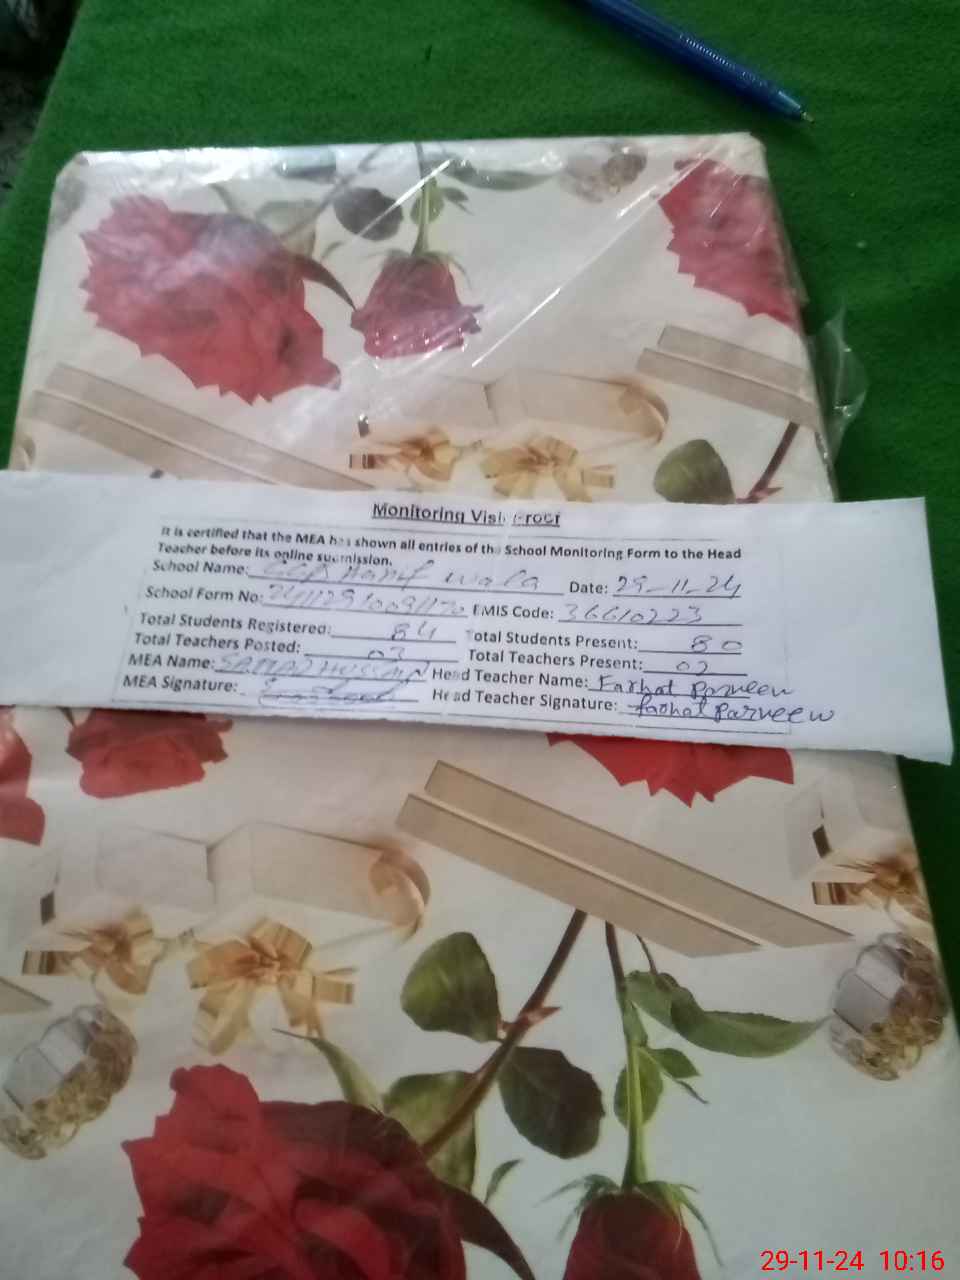 Monitoring Visit Proof
It is certified that the MEA has shown all entries of the School Monitoring Form to the Head
Teacher before its online submission.
School Name: Hanif wala Date: 29-11-24
School Form No: EMIS Code: 36610223
Total Students Registered: 84 Total Students Present: 80
Total Teachers Posted: 03 Total Teachers Present: 02
MEA Name: Head Teacher Name: Farhat Parveen
MEA Signature: Head Teacher Signature: Farhat Parveen
29-11-24 10:16